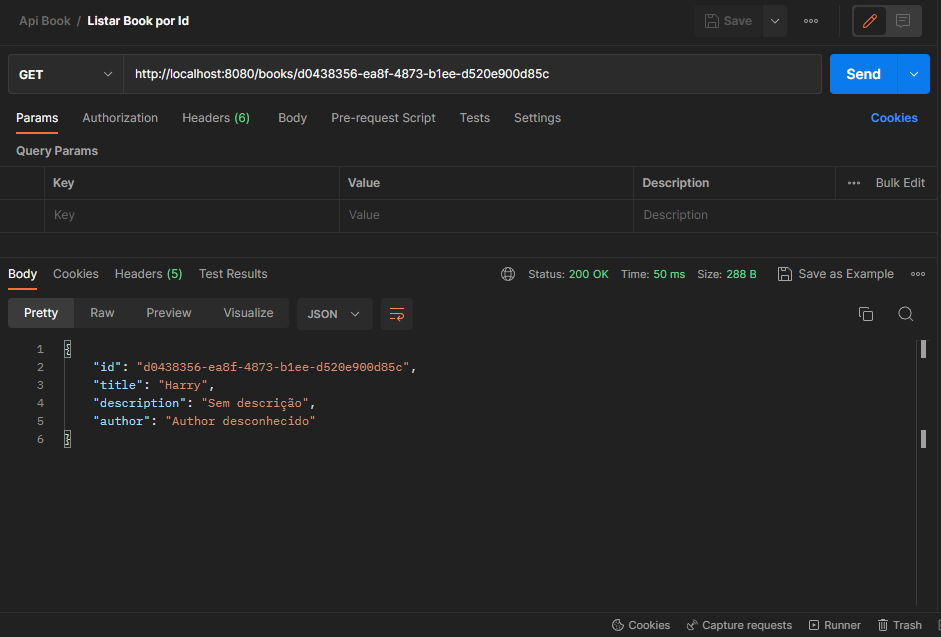 Api Book / Listar Book por Id
Save
GET
http://localhost:8080/books/d0438356-ea8f-4873-b1ee-d520e900d85c
Send
Params Authorization Headers (6) Body Pre-request Script Tests Settings Cookies
Query Params
Key Value Description Bulk Edit
Key Value Description
Body Cookies Headers (5) Test Results Status: 200 OK Time: 50 ms Size: 288 B Save as Example
Pretty Raw Preview Visualize JSON
1 {
2 "id": "d0438356-ea8f-4873-b1ee-d520e900d85c",
3 "title": "Harry",
4 "description": "Sem descrição",
5 "author": "Author desconhecido"
6 }
Cookies Capture requests Runner Trash